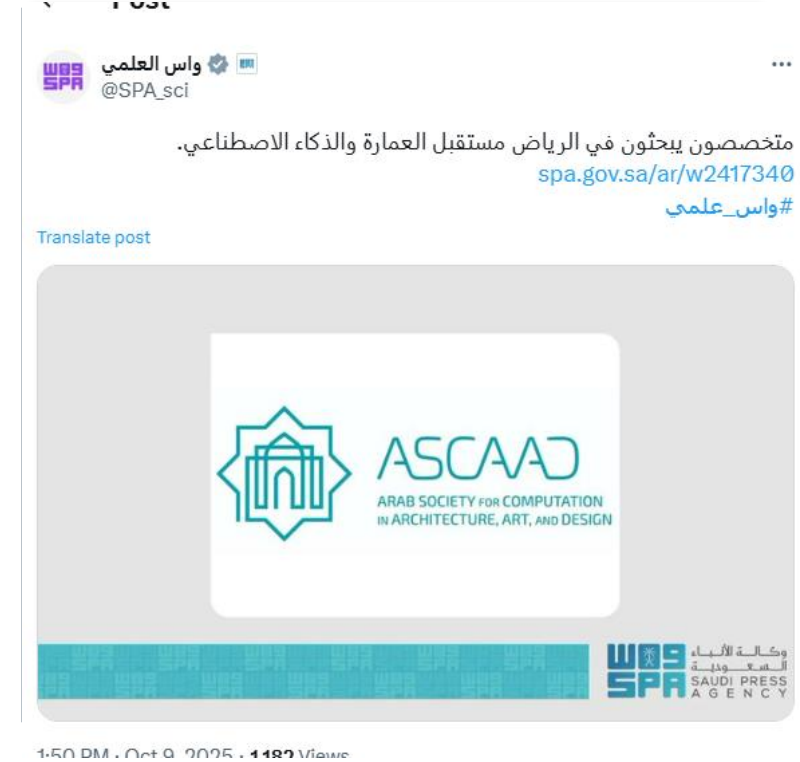 Post
واس العلمي
@SPA_sci
متخصصون يبحثون في الرياض مستقبل العمارة والذكاء الاصطناعي.
spa.gov.sa/ar/w2417340
#واس_علمي
Translate post
ASCAAD
ARAB SOCIETY FOR COMPUTATION
IN ARCHITECTURE, ART, AND DESIGN
وكالة الأنباء
السعودية
SAUDI PRESS
AGENCY
واس
SPA
1:50 PM · Oct 9, 2025 · 1182 Views